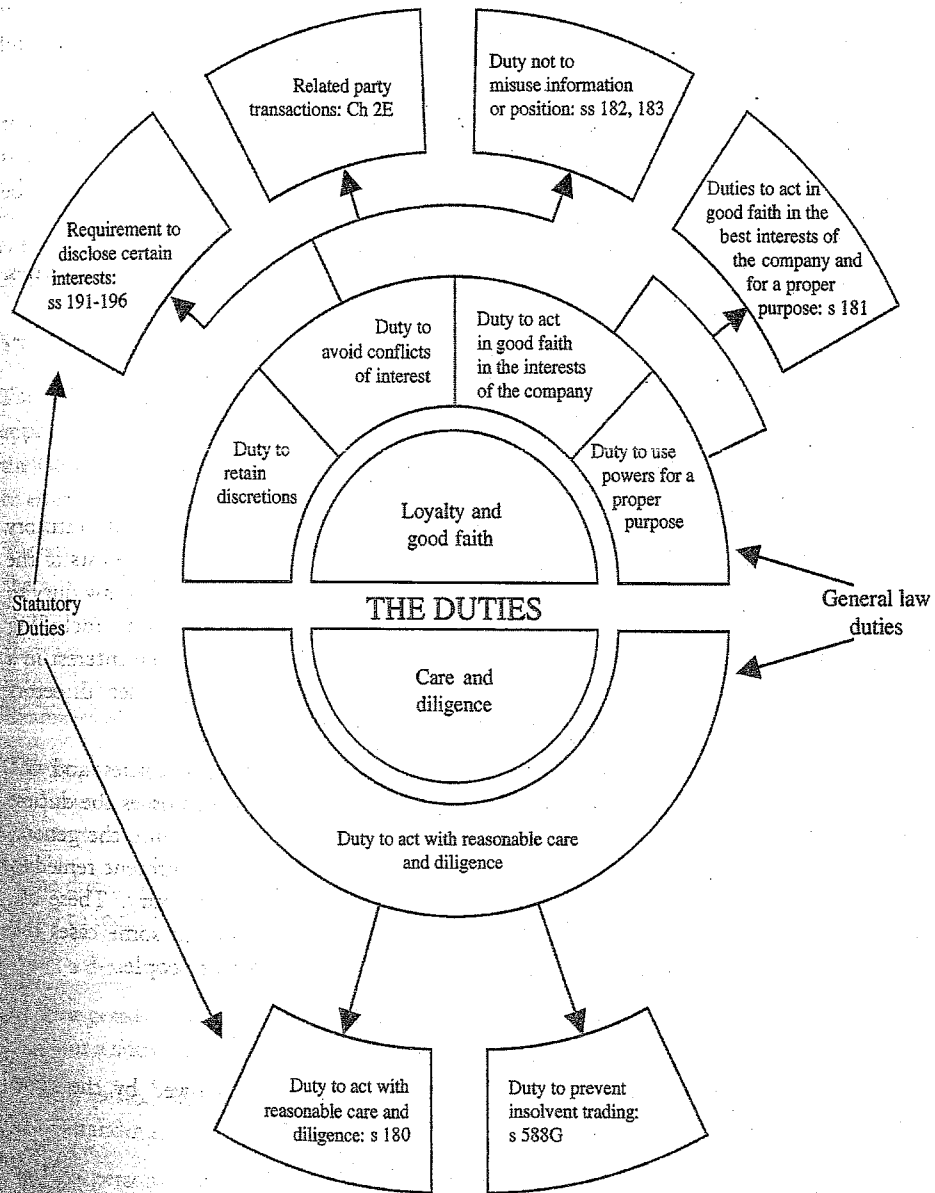 Related party
transactions: Ch 2E
Duty not to
misuse information
or position: ss 182, 183
Requirement to
disclose certain
interests:
ss 191-196
Duties to act in
good faith in the
best interests of
the company and
for a proper
purpose: s 181
Duty to
avoid conflicts
of interest
Duty to act
in good faith
in the interests
of the company
Duty to
retain
discretions
Duty to use
powers for a
proper
purpose
Loyalty and
good faith
Statutory
Duties
THE DUTIES
General law
duties
Care and
diligence
Duty to act with reasonable care
and diligence
Duty to act with
reasonable care and
diligence: s 180
Duty to prevent
insolvent trading:
s 588G